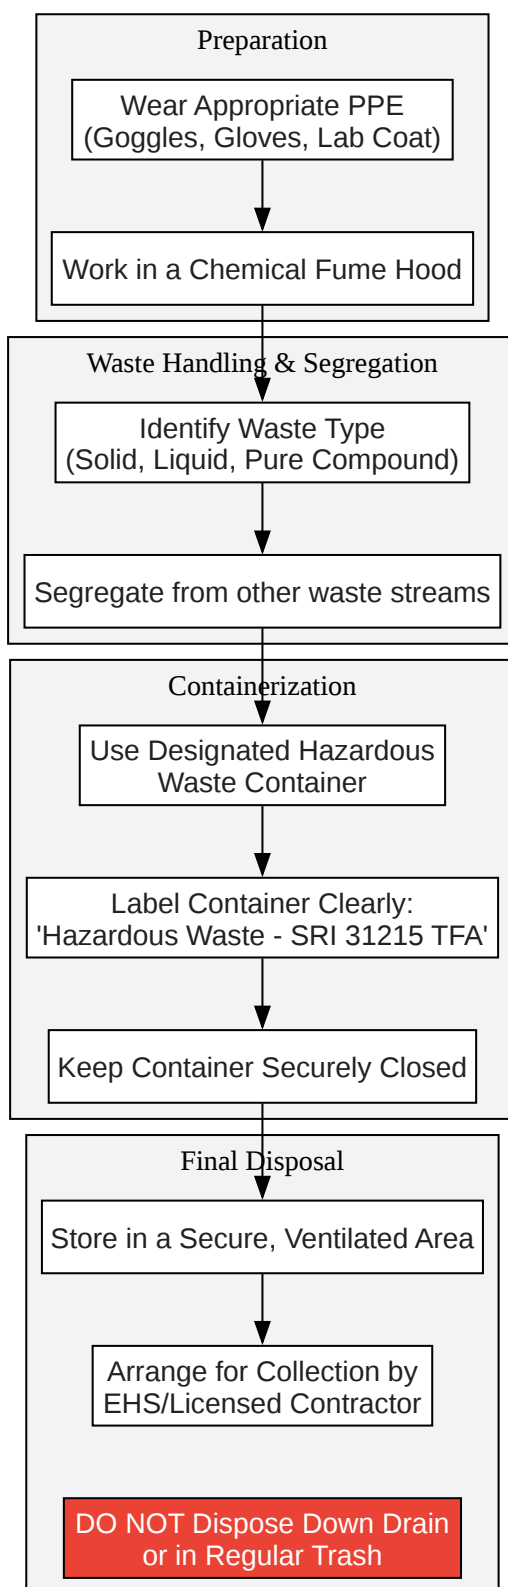 Preparation
Wear Appropriate PPE
(Goggles, Gloves, Lab Coat)
Work in a Chemical Fume Hood
Waste Handling & Segregation
Identify Waste Type
(Solid, Liquid, Pure Compound)
Segregate from other waste streams
Containerization
Use Designated Hazardous
Waste Container
Label Container Clearly:
'Hazardous Waste - SRI 31215 TFA'
Keep Container Securely Closed
Final Disposal
Store in a Secure, Ventilated Area
Arrange for Collection by
EHS/Licensed Contractor
DO NOT Dispose Down Drain
or in Regular Trash